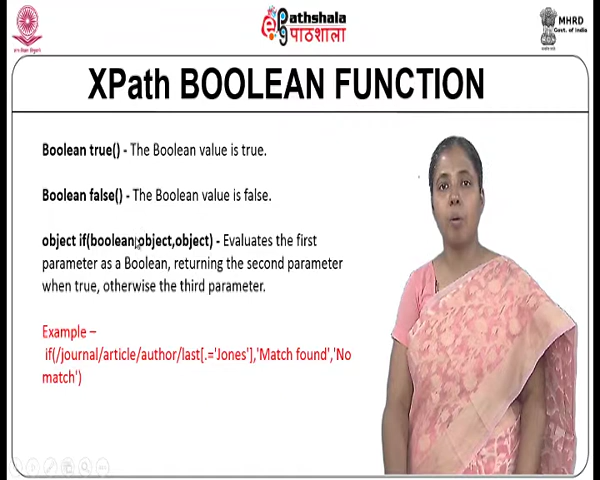 Pathshala
पाठशाला
MHRD
Govt. of India
XPath BOOLEAN FUNCTION
Boolean true() - The Boolean value is true.
Boolean false() - The Boolean value is false.
object if(boolean,object,object) - Evaluates the first
parameter as a Boolean, returning the second parameter
when true, otherwise the third parameter.
Example –
if(/journal/article/author/last[.='Jones'],'Match found','No
match')